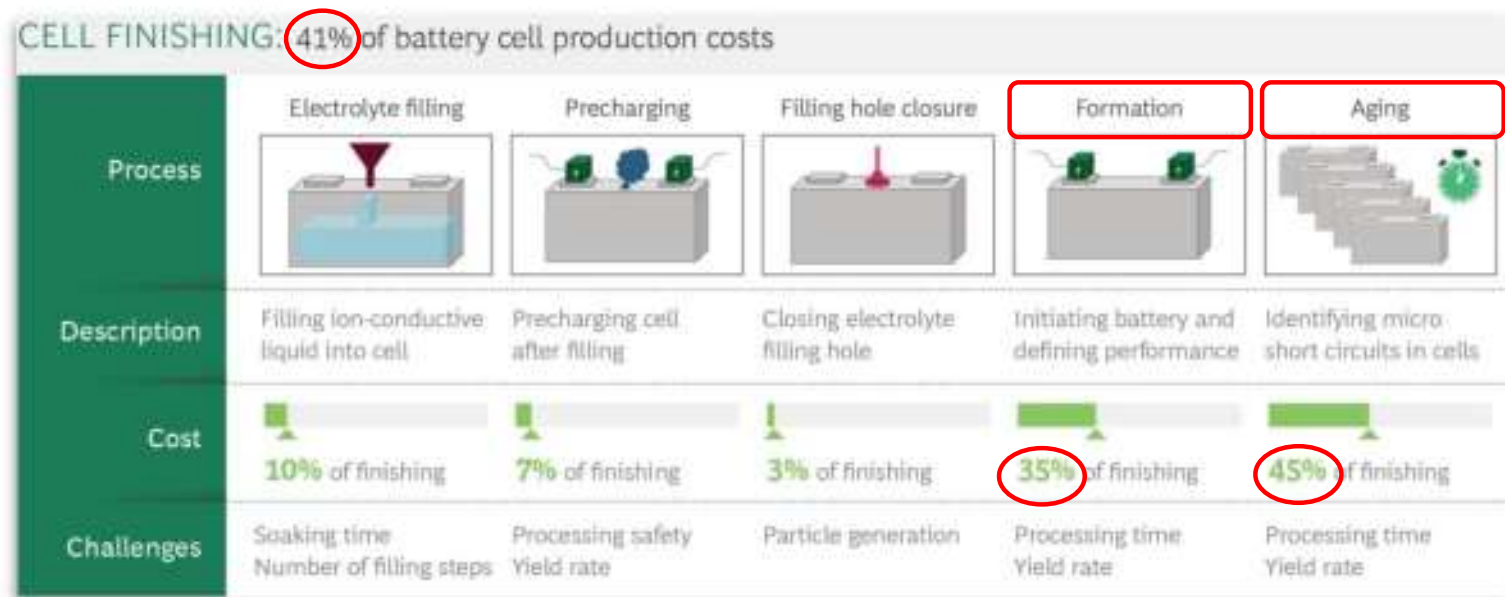 CELL FINISHING: 41% of battery cell production costs
Process
Electrolyte filling
Precharging
Filling hole closure
Formation
Aging
Description
Filling ion-conductive
liquid into cell
Precharging cell
after filling
Closing electrolyte
filling hole
Initiating battery and
defining performance
Identifying micro
short circuits in cells
Cost
10% of finishing
7% of finishing
3% of finishing
35% of finishing
45% of finishing
Challenges
Soaking time
Number of filling steps
Processing safety
Yield rate
Particle generation
Processing time
Yield rate
Processing time
Yield rate